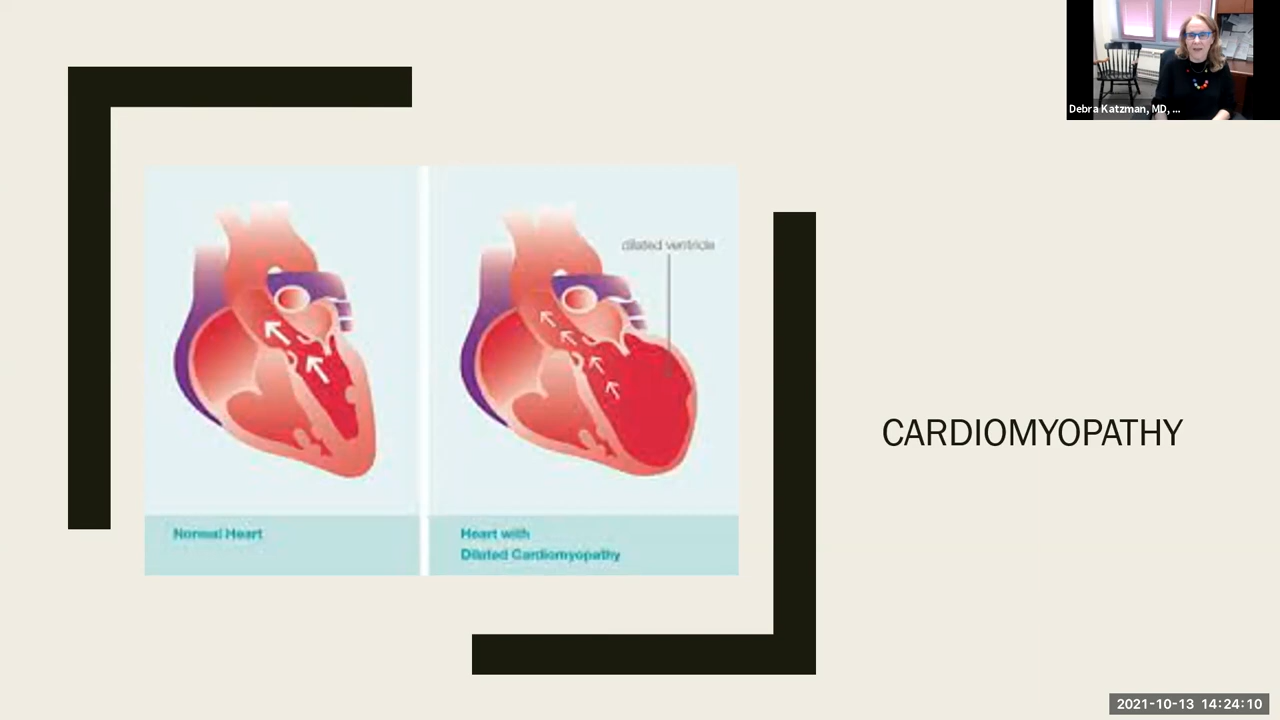 Debra Katzman, MD, ...
dilated ventricle
CARDIOMYOPATHY
Normal Heart
Heart with
Dilated Cardiomyopathy
2021-10-13 14:24:10